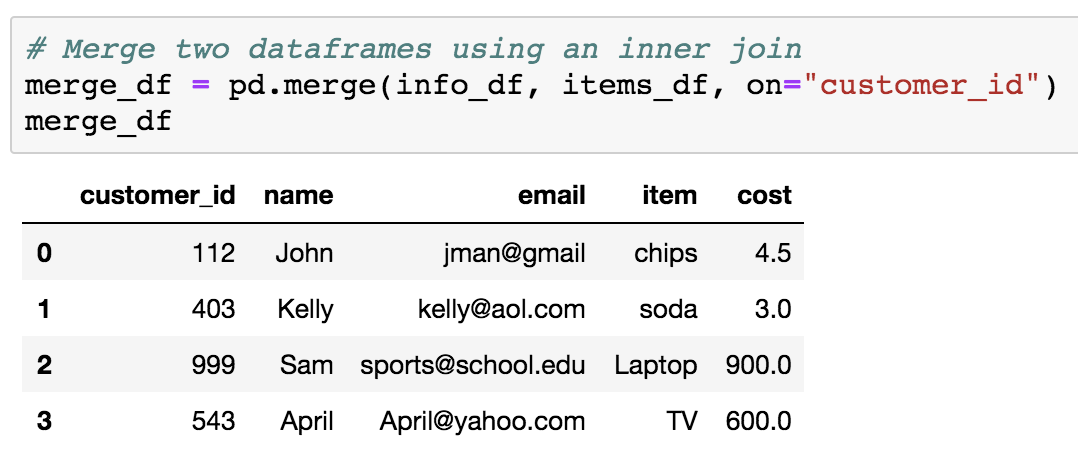 # Merge two dataframes using an inner join
merge_df = pd.merge(info_df, items_df, on="customer_id")
merge_df
customer_id name email item cost
0 112 John jman@gmail chips 4.5
1 403 Kelly kelly@aol.com soda 3.0
2 999 Sam sports@school.edu Laptop 900.0
3 543 April April@yahoo.com TV 600.0